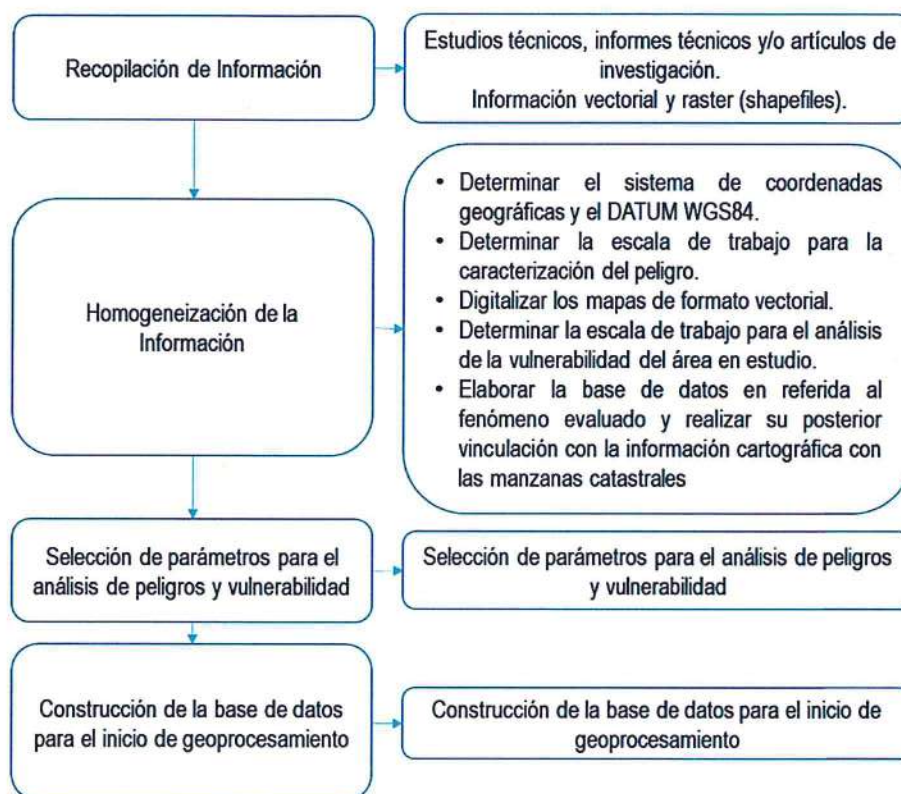 Recopilación de Información
Estudios técnicos, informes técnicos y/o artículos de
investigación.
Información vectorial y raster (shapefiles).
Homogeneización de la
Información
• Determinar el sistema de coordenadas
geográficas y el DATUM WGS84.
• Determinar la escala de trabajo para la
caracterización del peligro.
• Digitalizar los mapas de formato vectorial.
• Determinar la escala de trabajo para el análisis
de la vulnerabilidad del área en estudio.
• Elaborar la base de datos en referida al
fenómeno evaluado y realizar su posterior
vinculación con la información cartográfica con
las manzanas catastrales
Selección de parámetros para el
análisis de peligros y vulnerabilidad
Selección de parámetros para el análisis de peligros
y vulnerabilidad
Construcción de la base de datos
para el inicio de geoprocesamiento
Construcción de la base de datos para el inicio de
geoprocesamiento